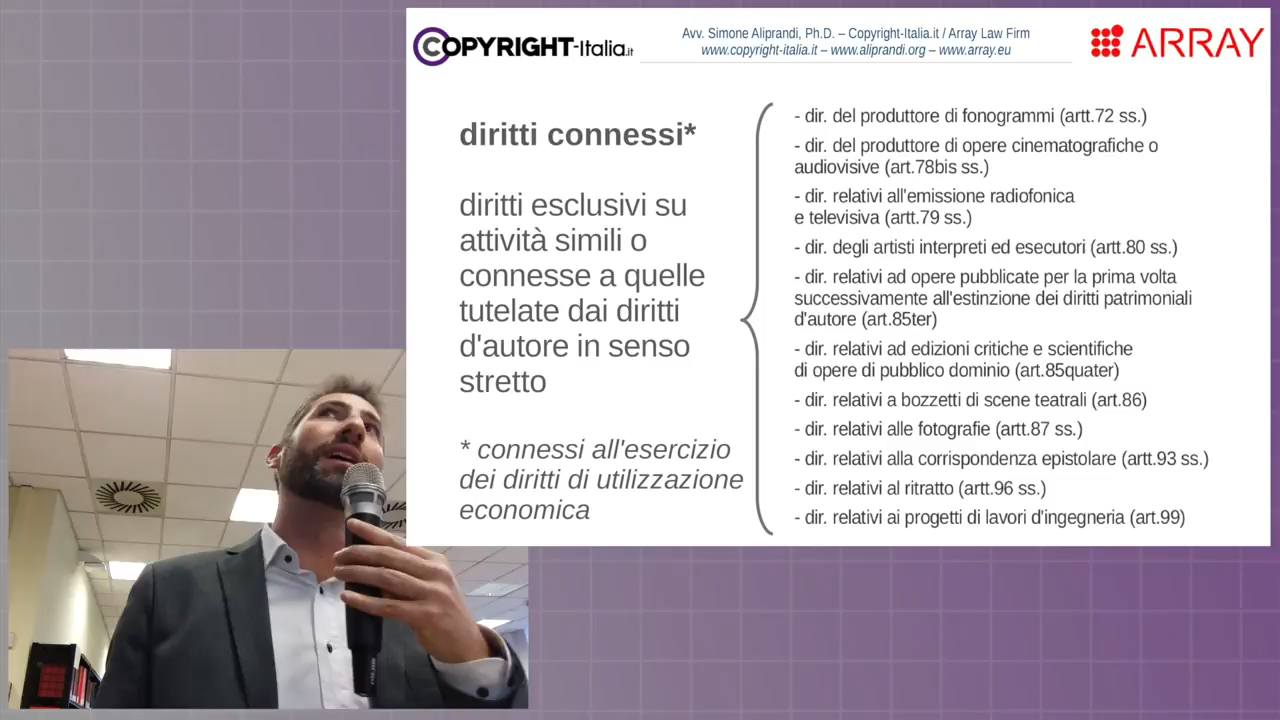 COPYRIGHT-Italia.it
Avv. Simone Aliprandi, Ph.D. – Copyright-Italia.it / Array Law Firm
www.copyright-italia.it – www.aliprandi.org – www.array.eu
ARRAY
diritti connessi*
diritti esclusivi su
attività simili o
connesse a quelle
tutelate dai diritti
d'autore in senso
stretto
* connessi all'esercizio
dei diritti di utilizzazione
economica
- dir. del produttore di fonogrammi (artt.72 ss.)
- dir. del produttore di opere cinematografiche o
audiovisive (art.78bis ss.)
- dir. relativi all'emissione radiofonica
e televisiva (artt.79 ss.)
- dir. degli artisti interpreti ed esecutori (artt.80 ss.)
- dir. relativi ad opere pubblicate per la prima volta
successivamente all'estinzione dei diritti patrimoniali
d'autore (art.85ter)
- dir. relativi ad edizioni critiche e scientifiche
di opere di pubblico dominio (art.85quater)
- dir. relativi a bozzetti di scene teatrali (art.86)
- dir. relativi alle fotografie (artt.87 ss.)
- dir. relativi alla corrispondenza epistolare (artt.93 ss.)
- dir. relativi al ritratto (artt.96 ss.)
- dir. relativi ai progetti di lavori d'ingegneria (art.99)